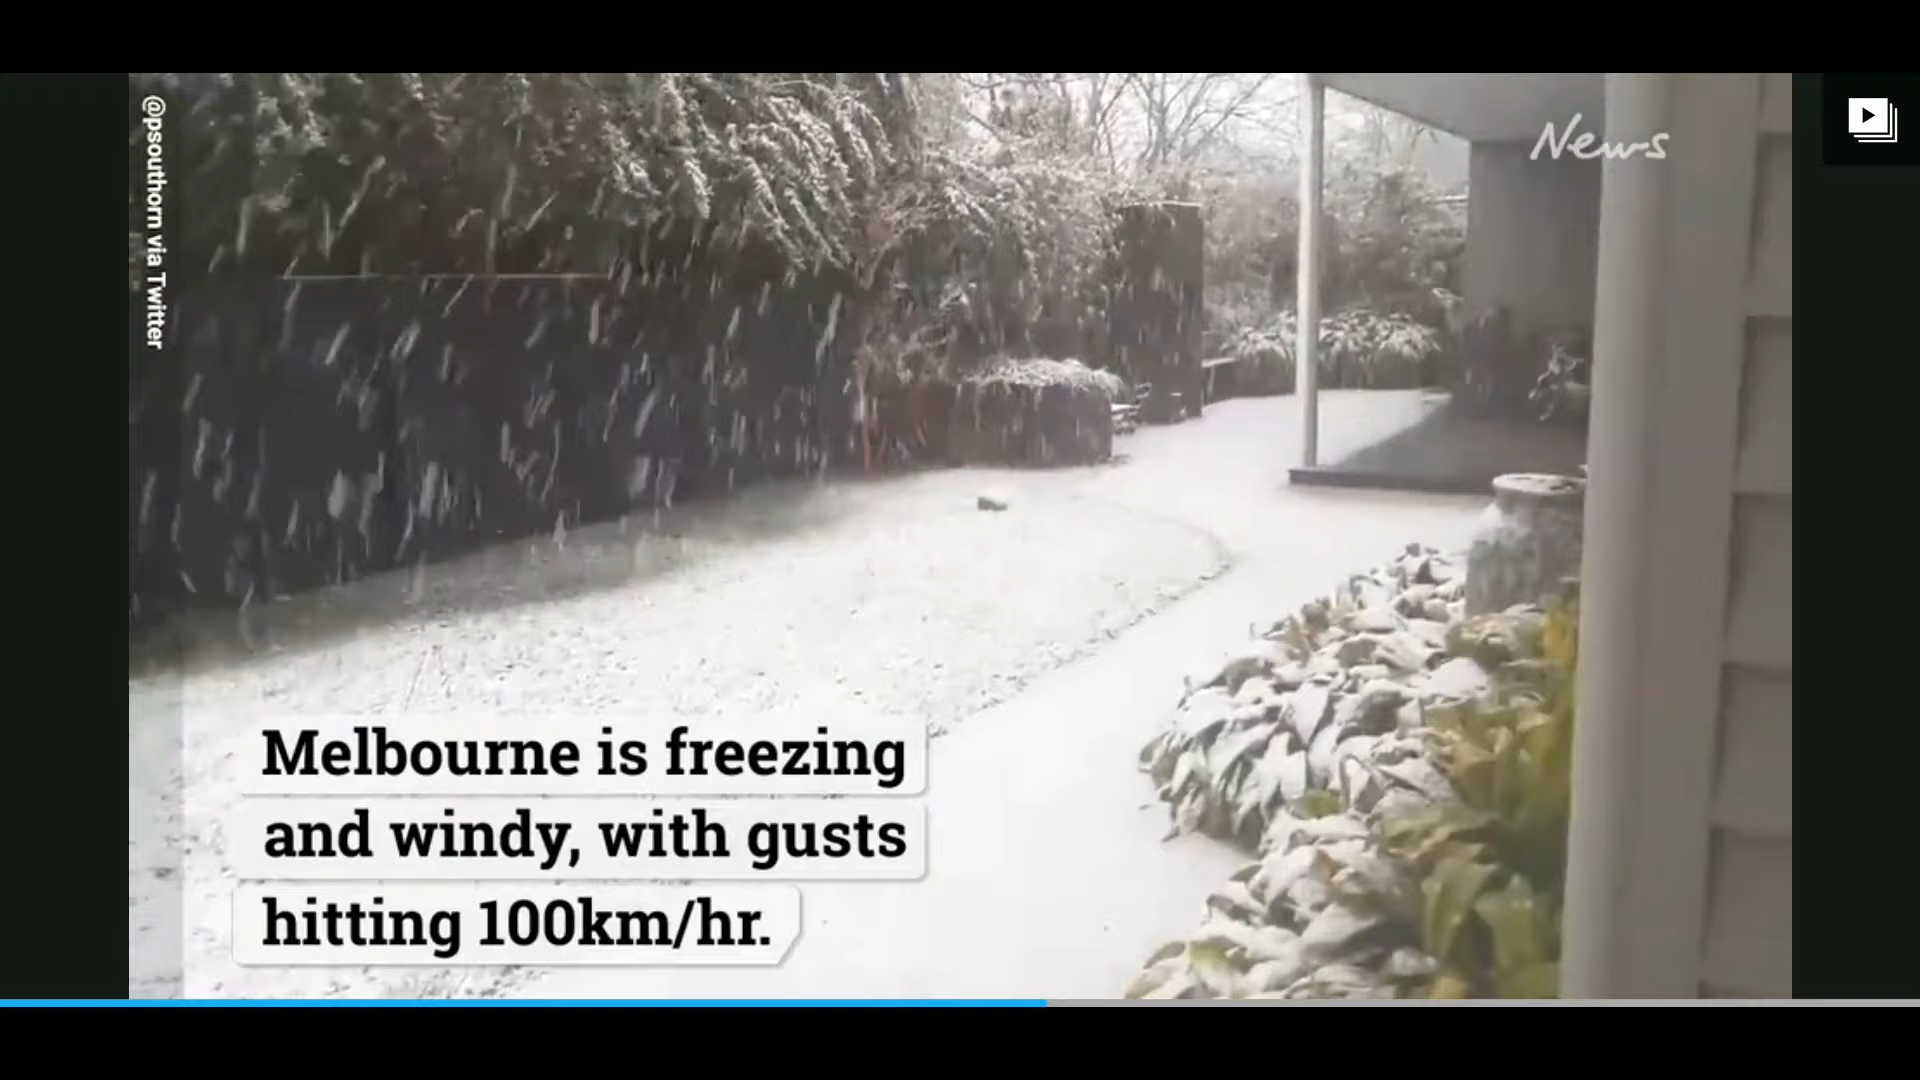 @psouthorn via Twitter
News
Melbourne is freezing
and windy, with gusts
hitting 100km/hr.